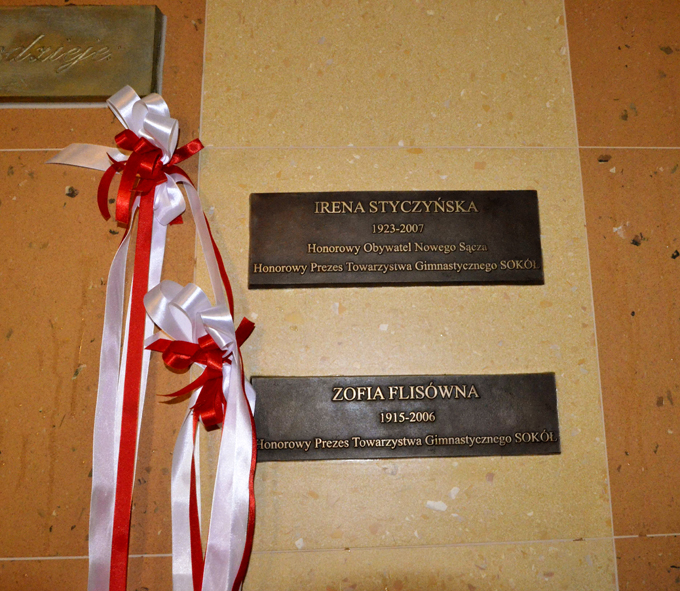 IRENA STYCZYŃSKA
1923-2007
Honorowy Obywatel Nowego Sącza
Honorowy Prezes Towarzystwa Gimnastycznego SOKÓŁ
ZOFIA FLISÓWNA
1915-2006
Honorowy Prezes Towarzystwa Gimnastycznego SOKÓŁ